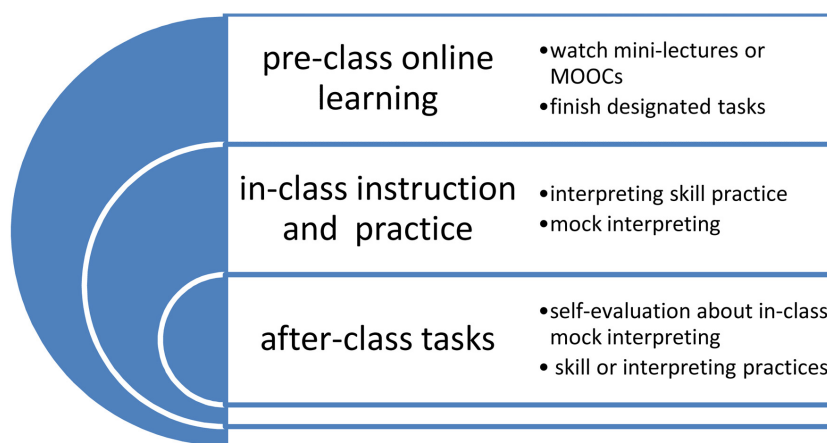 pre-class online
learning
•watch mini-lectures or
MOOCs
•finish designated tasks
in-class instruction
and practice
•interpreting skill practice
•mock interpreting
after-class tasks
•self-evaluation about in-class
mock interpreting
• skill or interpreting practices